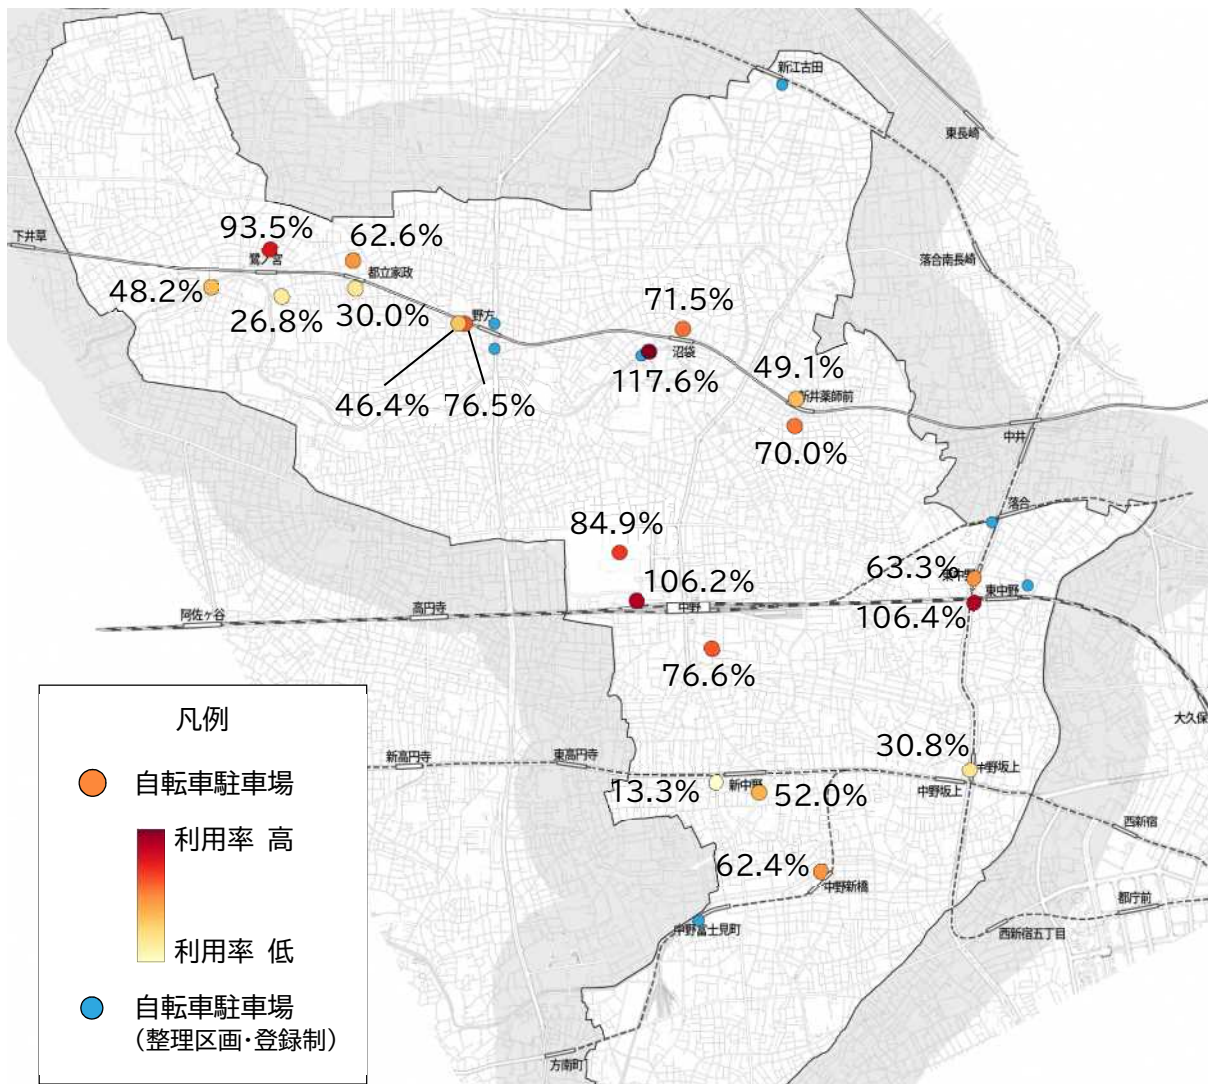 新江古田
東長崎
93.5%
62.6%
下井草
鷺ノ宮
都立家政
落合南長崎
48.2%
26.8%
30.0%
野方
71.5%
沼袋
117.6%
49.1%
46.4%
76.5%
新井薬師前
中井
70.0%
落合
84.9%
63.3%
106.2%
東中野
阿佐ヶ谷
高円寺
中野
106.4%
76.6%
大久保
凡例
新高円寺
東高円寺
30.8%
中野坂上
自転車駐車場
13.3%
新中野
52.0%
中野坂上
西新宿
利用率 高
62.4%
中野新橋
都庁前
中野富士見町
西新宿五丁目
利用率 低
自転車駐車場
(整理区画・登録制)
方南町